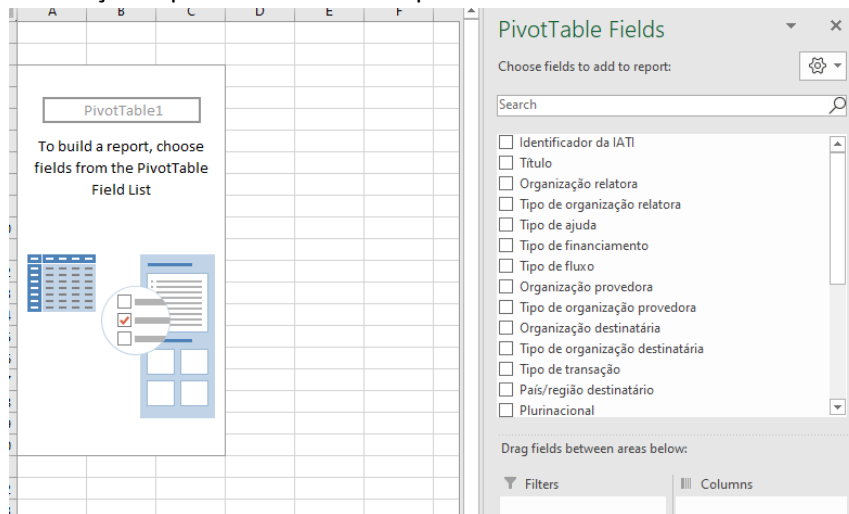 A B C D E F
PivotTable Fields
Choose fields to add to report:
Search
PivotTable1
To build a report, choose
fields from the PivotTable
Field List
Identificador da IATI
Título
Organização relatora
Tipo de organização relatora
Tipo de ajuda
Tipo de financiamento
Tipo de fluxo
Organização provedora
Tipo de organização provedora
Organização destinatária
Tipo de organização destinatária
Tipo de transação
País/região destinatário
Plurinacional
Drag fields between areas below:
Filters
Columns